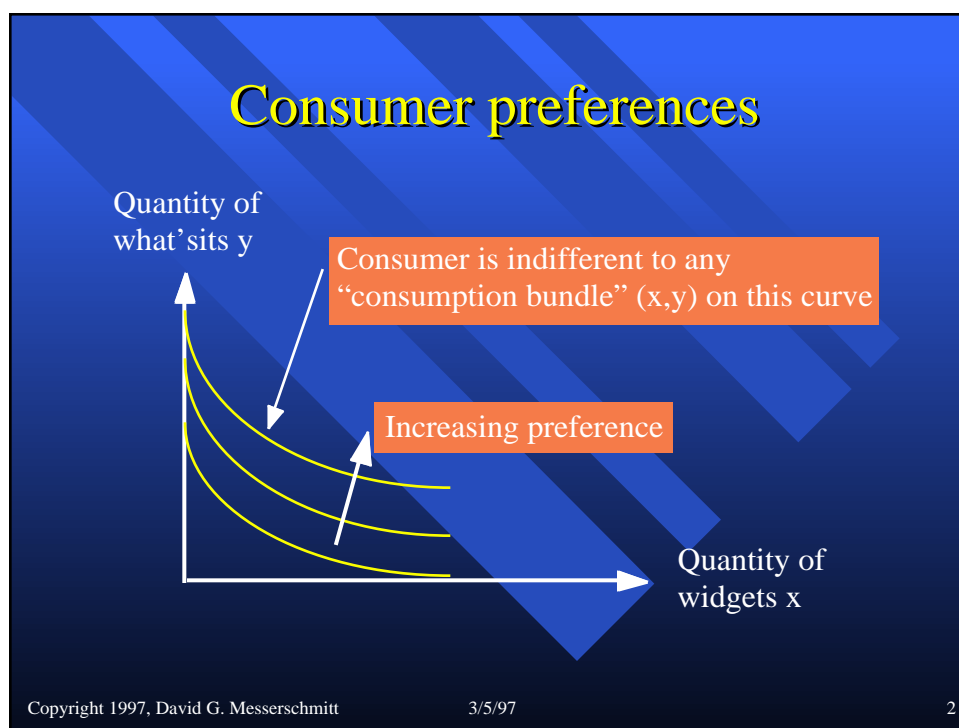 Consumer preferences
Quantity of
what’sits y
Consumer is indifferent to any
“consumption bundle” (x,y) on this curve
Increasing preference
Quantity of
widgets x
Copyright 1997, David G. Messerschmitt
3/5/97
2